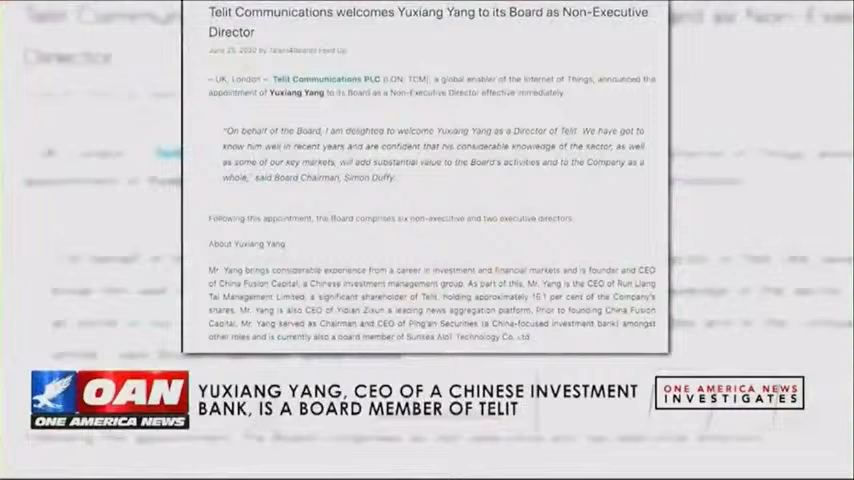 Telit Communications welcomes Yuxiang Yang to its Board as Non-Executive
Director
June 25, 2020 by
– UK, London – Telit Communications PLC (LON: TCM), a global enabler of the Internet of Things, announced the
appointment of Yuxiang Yang to its Board as a Non-Executive Director effective immediately.
"On behalf of the Board, I am delighted to welcome Yuxiang Yang as a Director of Telit. We have got to
know him well in recent years and are confident that his considerable knowledge of the sector, as well
as some of our key markets, will add substantial value to the Board's activities and to the Company as a
whole," said Board Chairman, Simon Duffy.
Following this appointment, the Board comprises six non-executive and two executive directors.
About Yuxiang Yang
Mr. Yang brings considerable experience from a career in investment and financial markets and is founder and CEO
of China Fusion Capital, a Chinese investment management group. As part of this, Mr. Yang is the CEO of Run Liang
Tai Management Limited, a significant shareholder of Telit, holding approximately 15.1 per cent of the Company's
shares. Mr. Yang is also CEO of Yidian Zixun a leading news aggregation platform. Prior to founding China Fusion
Capital, Mr. Yang served as Chairman and CEO of Ping'an Securities (a China-focused investment bank) amongst
other roles and is currently also a board member of Sunsea AIoT Technology Co. Ltd.
OAN
ONE AMERICA NEWS
YUXIANG YANG, CEO OF A CHINESE INVESTMENT
BANK, IS A BOARD MEMBER OF TELIT
ONE AMERICA NEWS
INVESTIGATES